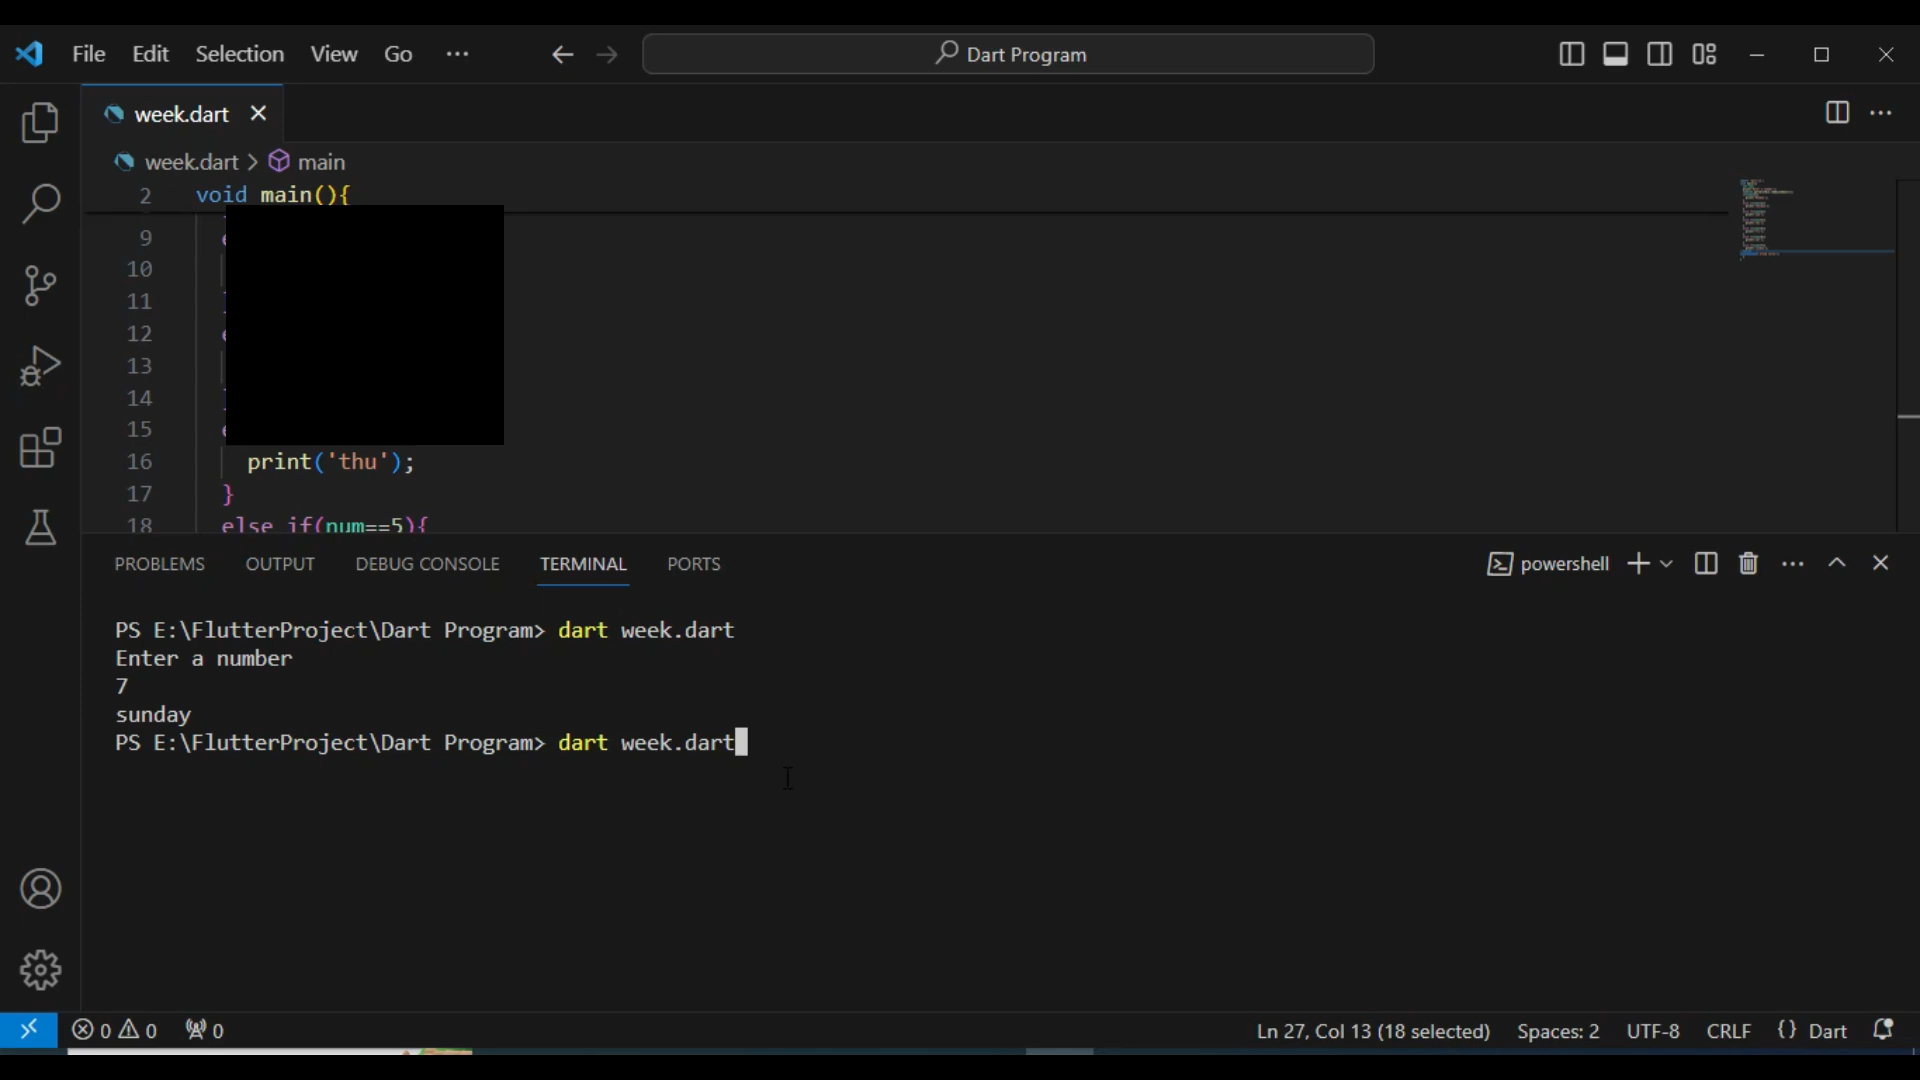 File Edit Selection View Go ··· Dart Program
week.dart
week.dart > main
2 void main(){
9
10
11
12
13
14
15
16 print('thu');
17 }
18 else if(num==5){
PROBLEMS OUTPUT DEBUG CONSOLE TERMINAL PORTS powershell
PS E:\FlutterProject\Dart Program> dart week.dart
Enter a number
7
sunday
PS E:\FlutterProject\Dart Program> dart week.dart
0 0 0 Ln 27, Col 13 (18 selected) Spaces: 2 UTF-8 CRLF {} Dart